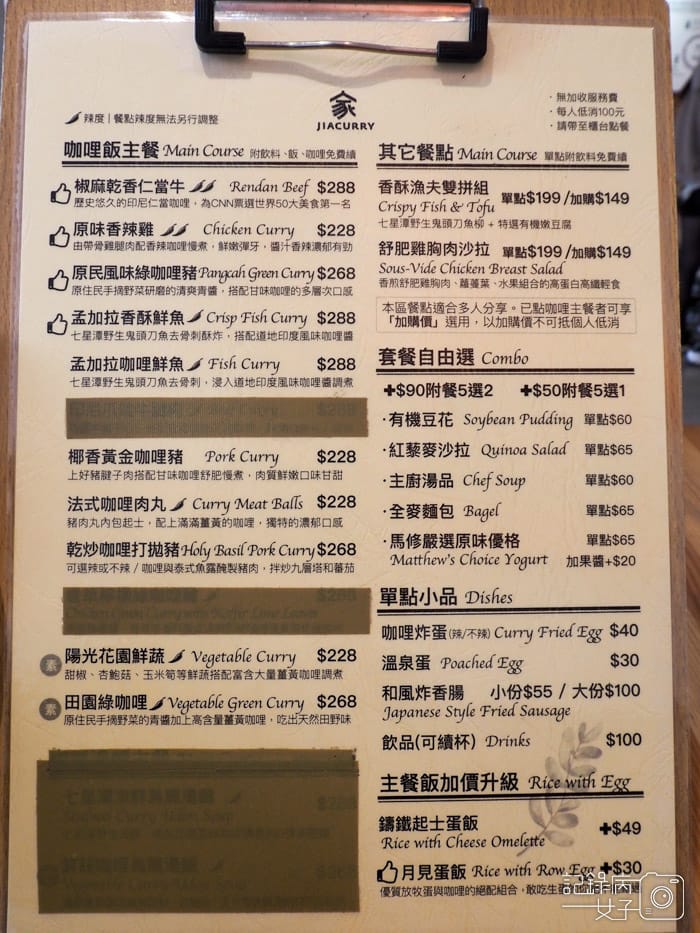 家
JIACURRY
辣度 | 餐點辣度無法另行調整
· 無加收服務費
· 每人低消100元
· 請帶至櫃台點餐
咖哩飯主餐 Main Course 附飲料、飯、咖哩免費續
椒麻乾香仁當牛 Rendan Beef $288
歷史悠久的印尼仁當咖哩，為CNN票選世界50大美食第一名
原味香辣雞 Chicken Curry $228
由帶骨雞腿肉配香辣咖哩慢煮，鮮嫩彈牙，醬汁香辣濃郁有勁
原民風味綠咖哩豬 Pangcah Green Curry $268
原住民手摘野菜研磨的清爽青醬，搭配甘味咖哩的多層次口感
孟加拉香酥鮮魚 Crisp Fish Curry $288
七星潭野生鬼頭刀魚去骨刺酥炸，搭配道地印度風味咖哩醬
孟加拉咖哩鮮魚 Fish Curry $288
七星潭野生鬼頭刀魚去骨刺，浸入道地印度風味咖哩醬調煮
椰香黃金咖哩豬 Pork Curry $228
上好豬腱子肉搭配甘味咖哩舒肥慢煮，肉質鮮嫩口味甘甜
法式咖哩肉丸 Curry Meat Balls $228
豬肉丸內包起士，配上滿滿薑黃的咖哩，獨特的濃郁口感
乾炒咖哩打拋豬 Holy Basil Pork Curry $268
可選辣或不辣 / 咖哩與泰式魚露醃製豬肉，拌炒九層塔和蕃茄
素 陽光花園鮮蔬 Vegetable Curry $228
甜椒、杏鮑菇、玉米筍等鮮蔬搭配富含大量薑黃咖哩調煮
素 田園綠咖哩 Vegetable Green Curry $268
原住民手摘野菜的青醬加上高含量薑黃咖哩，吃出天然田野味
其它餐點 Main Course 單點附飲料免費續
香酥漁夫雙拼組 單點$199 /加購$149
Crispy Fish & Tofu
七星潭野生鬼頭刀魚柳 + 特選有機嫩豆腐
舒肥雞胸肉沙拉 單點$199 /加購$149
Sous-Vide Chicken Breast Salad
香煎舒肥雞胸肉、蘿蔓葉、水果組合的高蛋白高纖輕食
本區餐點適合多人分享。已點咖哩主餐者可享
「加購價」選用，以加購價不可抵個人低消
套餐自由選 Combo
+$90附餐5選2 +$50附餐5選1
·有機豆花 Soybean Pudding 單點$60
·紅藜麥沙拉 Quinoa Salad 單點$65
·主廚湯品 Chef Soup 單點$60
·全麥麵包 Bagel 單點$65
·馬修嚴選原味優格 單點$65
Matthew's Choice Yogurt 加果醬+$20
單點小品 Dishes
咖哩炸蛋(辣/不辣) Curry Fried Egg $40
溫泉蛋 Poached Egg $30
和風炸香腸 小份$55 / 大份$100
Japanese Style Fried Sausage
飲品(可續杯) Drinks $100
主餐飯加價升級 Rice with Egg
鑄鐵起士蛋飯 +$49
Rice with Cheese Omelette
月見蛋飯 Rice with Row Egg +$30
優質放牧蛋與咖哩的絕配組合，敢吃生蛋